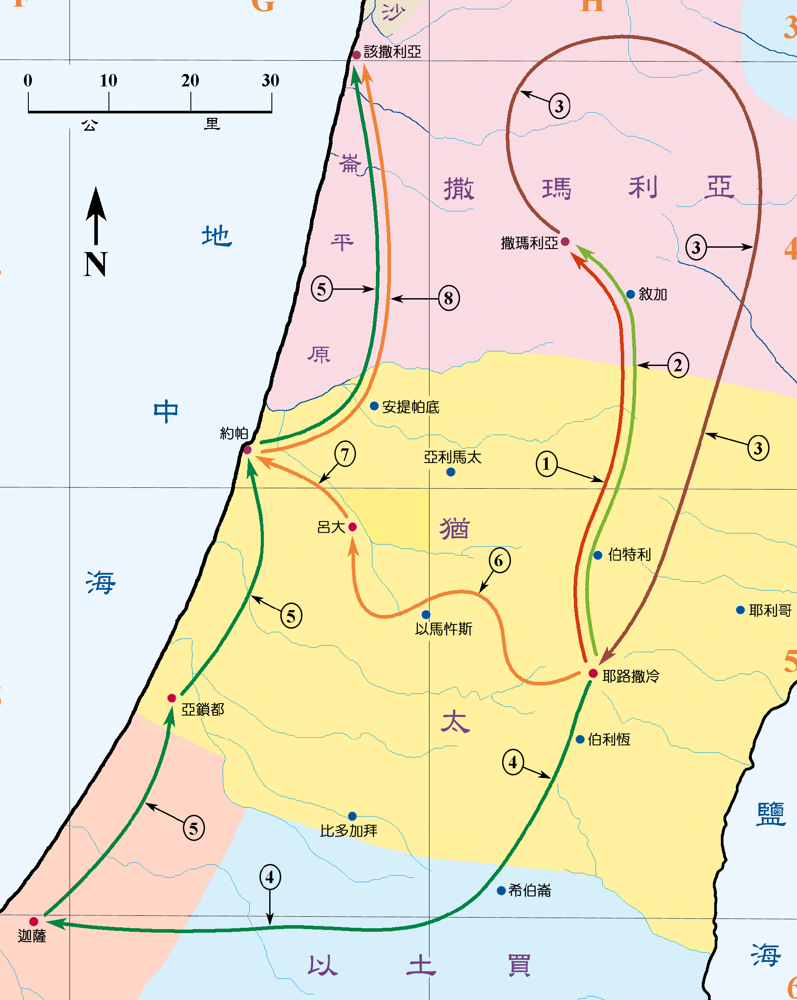 G
H
沙
3
該撒利亞
0 10 20 30
公 里
3
崙
撒 瑪 利 亞
地
平
撒瑪利亞
3
4
N
敘加
5
8
原
2
安提帕底
中
約帕
7
亞利馬太
3
1
呂大
猶
伯特利
6
海
耶利哥
5
以馬忤斯
5
耶路撒冷
亞鎖都
太
伯利恆
4
鹽
5
比多加拜
4
希伯崙
迦薩
以 土 買
海
6